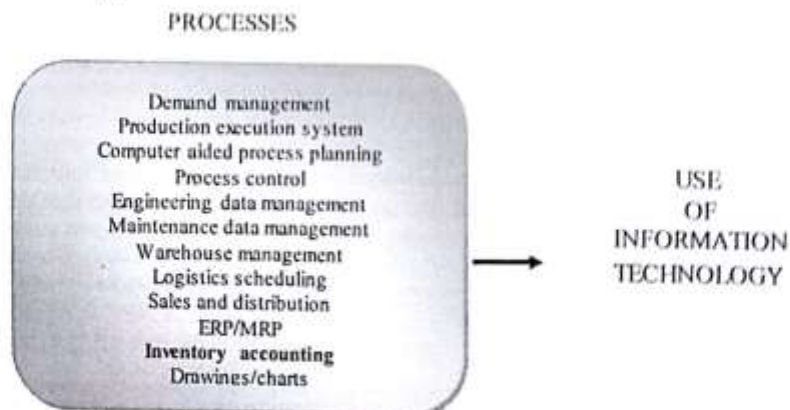 PROCESSES
Demand management
Production execution system
Computer aided process planning
Process control
Engineering data management
Maintenance data management
Warehouse management
Logistics scheduling
Sales and distribution
ERP/MRP
Inventory accounting
Drawings/charts
USE
OF
INFORMATION
TECHNOLOGY